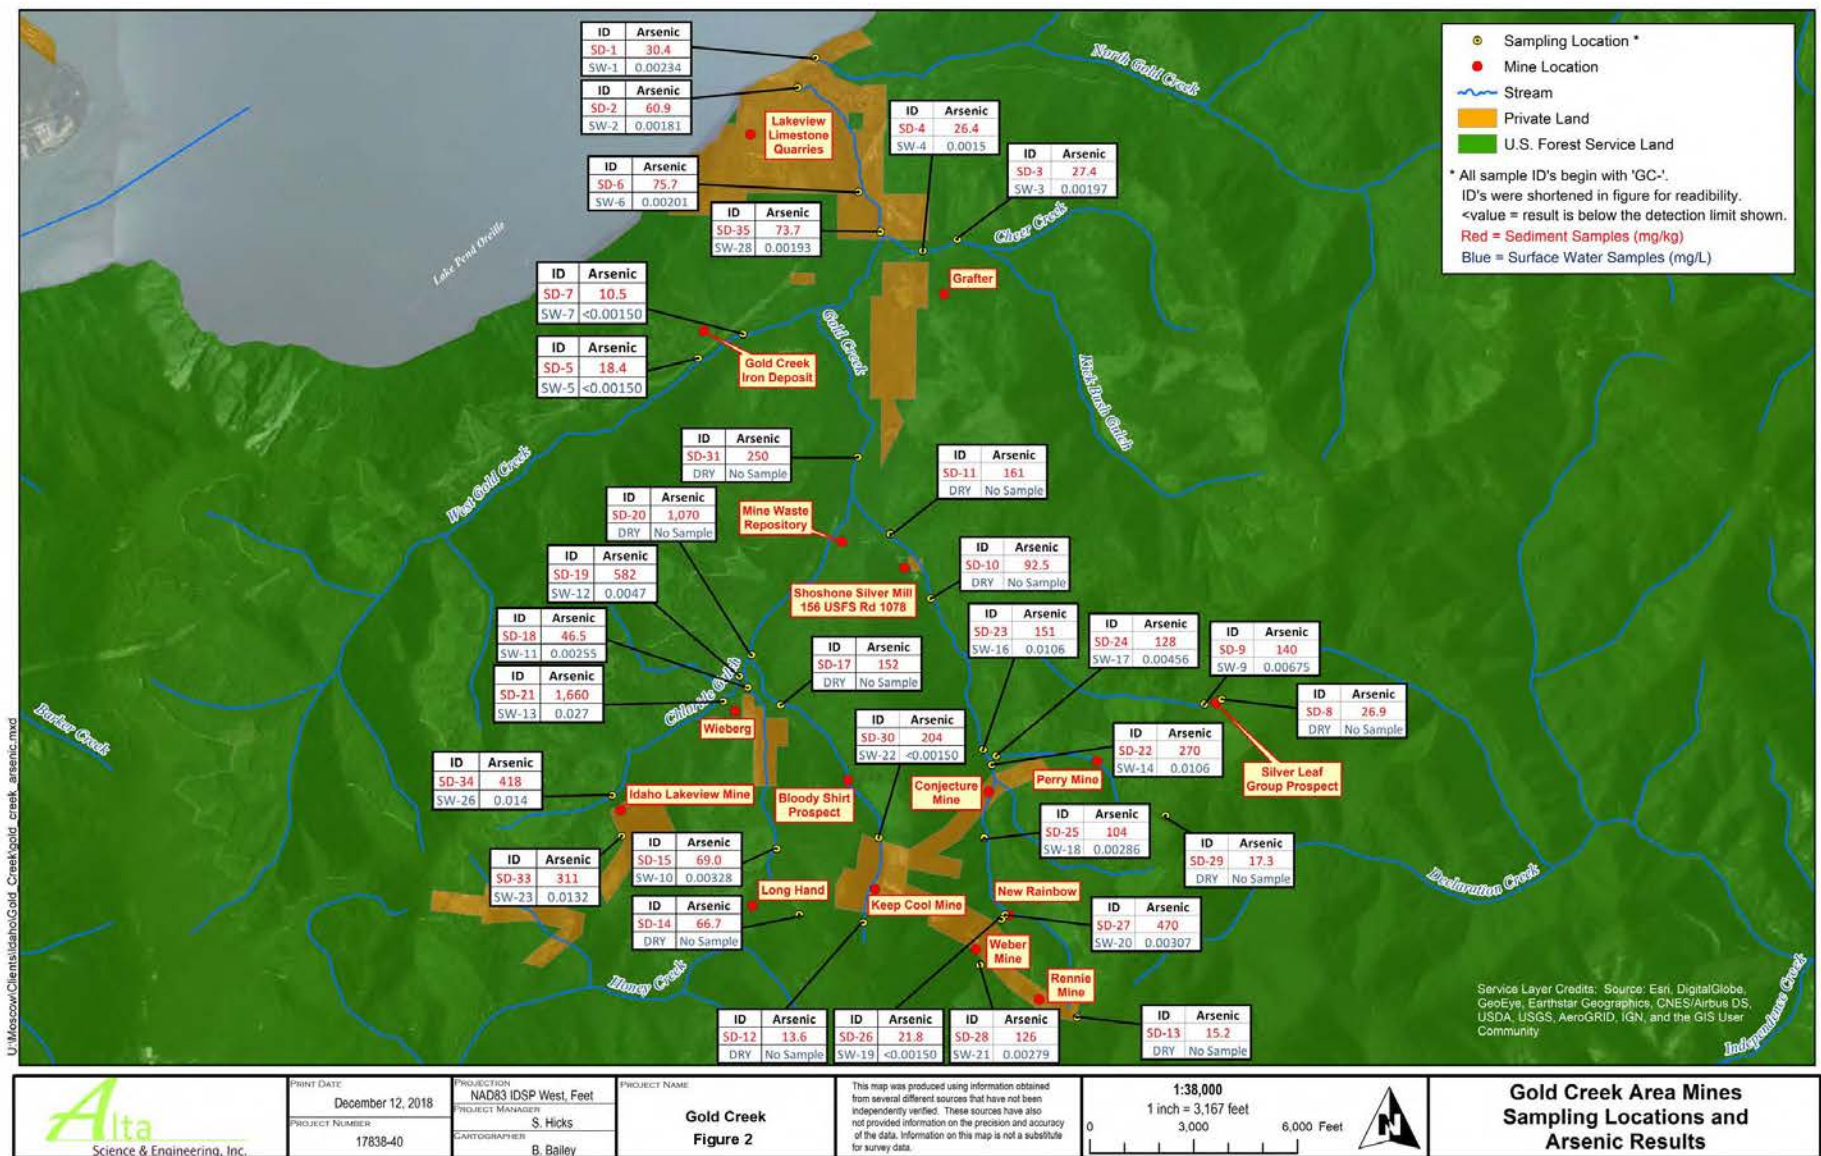 ID Arsenic
SD-1 30.4
SW-1 0.00234
ID Arsenic
SD-2 60.9
SW-2 0.00181
ID Arsenic
SD-4 26.4
SW-4 0.0015
ID Arsenic
SD-3 27.4
SW-3 0.00197
ID Arsenic
SD-6 75.7
SW-6 0.00201
ID Arsenic
SD-35 73.7
SW-28 0.00193
ID Arsenic
SD-7 10.5
SW-7 <0.00150
ID Arsenic
SD-5 18.4
SW-5 <0.00150
Lakeview
Limestone
Quarries
North Gold Creek
Cheer Creek
Lake Pend Oreille
Grafter
Gold Creek
Iron Deposit
Gold Creek
Kick Bush Gulch
West Gold Creek
Sampling Location *
Mine Location
Stream
Private Land
U.S. Forest Service Land
* All sample ID's begin with 'GC-'.
ID's were shortened in figure for readibility.
<value = result is below the detection limit shown.
Red = Sediment Samples (mg/kg)
Blue = Surface Water Samples (mg/L)
ID Arsenic
SD-31 250
DRY No Sample
ID Arsenic
SD-11 161
DRY No Sample
ID Arsenic
SD-20 1,070
DRY No Sample
Mine Waste
Repository
ID Arsenic
SD-19 582
SW-12 0.0047
ID Arsenic
SD-10 92.5
DRY No Sample
Shoshone Silver Mill
156 USFS Rd 1078
ID Arsenic
SD-18 46.5
SW-11 0.00255
ID Arsenic
SD-17 152
DRY No Sample
ID Arsenic
SD-23 151
SW-16 0.0106
ID Arsenic
SD-24 128
SW-17 0.00456
ID Arsenic
SD-9 140
SW-9 0.00675
ID Arsenic
SD-21 1,660
SW-13 0.027
Chloride Gulch
Wieberg
ID Arsenic
SD-8 26.9
DRY No Sample
ID Arsenic
SD-30 204
SW-22 <0.00150
ID Arsenic
SD-22 270
SW-14 0.0106
Barker Creek
ID Arsenic
SD-34 418
SW-26 0.014
Idaho Lakeview Mine
Bloody Shirt
Prospect
Conjecture
Mine
Perry Mine
Silver Leaf
Group Prospect
ID Arsenic
SD-25 104
SW-18 0.00286
ID Arsenic
SD-29 17.3
DRY No Sample
ID Arsenic
SD-33 311
SW-23 0.0132
ID Arsenic
SD-15 69.0
SW-10 0.00328
Long Hand
Keep Cool Mine
New Rainbow
Declaration Creek
ID Arsenic
SD-14 66.7
DRY No Sample
ID Arsenic
SD-27 470
SW-20 0.00307
Weber
Mine
Rennie
Mine
Honey Creek
Independence Creek
ID Arsenic
SD-12 13.6
DRY No Sample
ID Arsenic
SD-26 21.8
SW-19 <0.00150
ID Arsenic
SD-28 126
SW-21 0.00279
ID Arsenic
SD-13 15.2
DRY No Sample
Service Layer Credits: Source: Esri, DigitalGlobe,
GeoEye, Earthstar Geographics, CNES/Airbus DS,
USDA, USGS, AeroGRID, IGN, and the GIS User
Community
U:\Moscow\Clients\Idaho\Gold_Creek\gold_creek_arsenic.mxd
Alta
Science & Engineering, Inc.
PRINT DATE
December 12, 2018
PROJECT NUMBER
17838-40
PROJECTION
NAD83 IDSP West, Feet
PROJECT MANAGER
S. Hicks
CARTOGRAPHER
B. Bailey
PROJECT NAME
Gold Creek
Figure 2
This map was produced using information obtained
from several different sources that have not been
independently verified. These sources have also
not provided information on the precision and accuracy
of the data. Information on this map is not a substitute
for survey data.
1:38,000
1 inch = 3,167 feet
0 3,000 6,000 Feet
N
Gold Creek Area Mines
Sampling Locations and
Arsenic Results